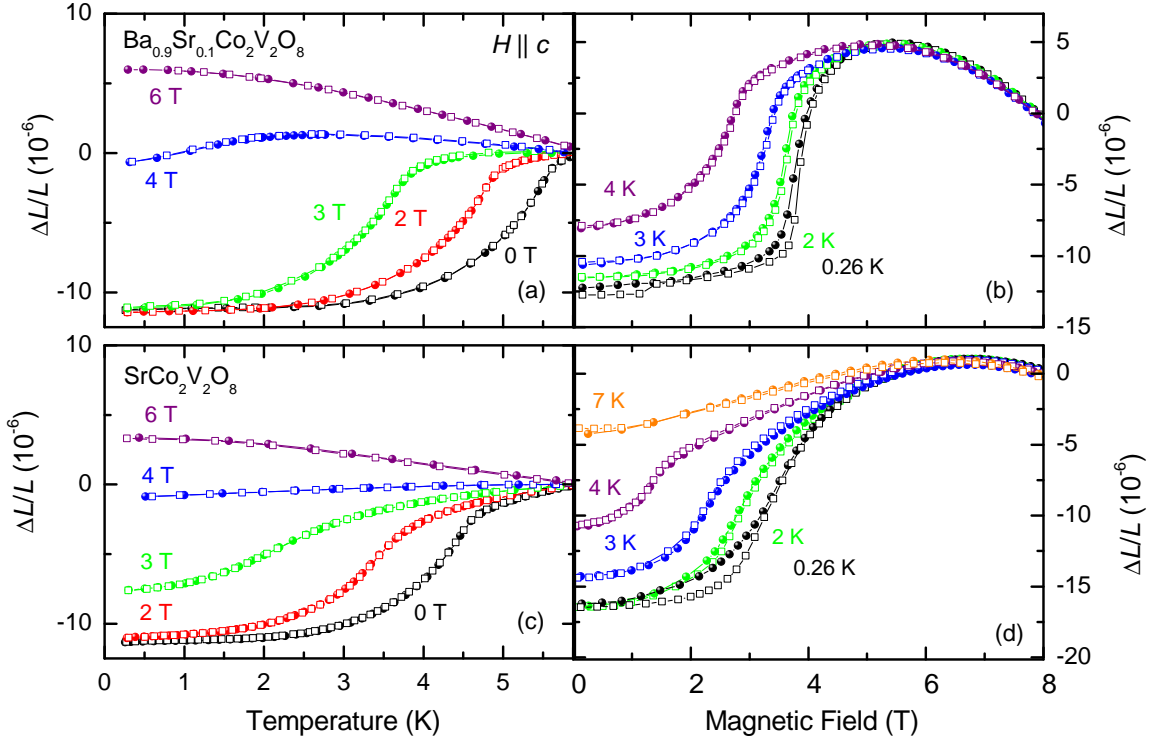 10
Ba0.9Sr0.1Co2V2O8
H || c
6 T
0
4 T
3 T
2 T
0 T
-10
(a)
ΔL/L (10-6)
5
0
-5
-10
-15
4 K
3 K
2 K
0.26 K
(b)
ΔL/L (10-6)
10
SrCo2V2O8
6 T
4 T
0
3 T
2 T
0 T
-10
(c)
ΔL/L (10-6)
0
-5
-10
-15
-20
7 K
4 K
3 K
2 K
0.26 K
(d)
ΔL/L (10-6)
0 1 2 3 4 5
Temperature (K)
0 2 4 6 8
Magnetic Field (T)